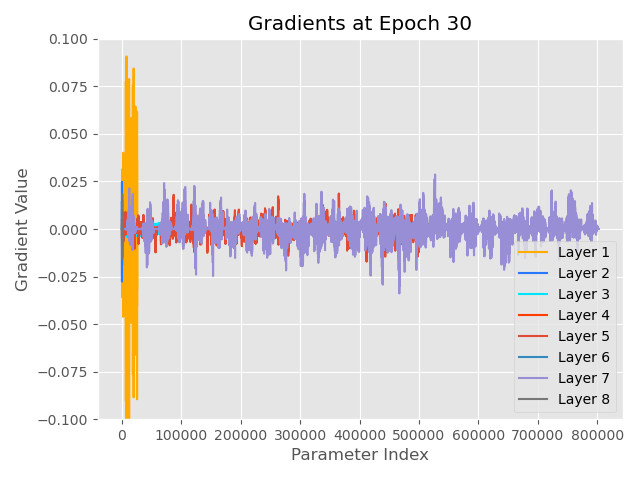 Gradients at Epoch 30
Gradient Value
0.100
0.075
0.050
0.025
0.000
−0.025
−0.050
−0.075
−0.100
Layer 1
Layer 2
Layer 3
Layer 4
Layer 5
Layer 6
Layer 7
Layer 8
0 100000 200000 300000 400000 500000 600000 700000 800000
Parameter Index